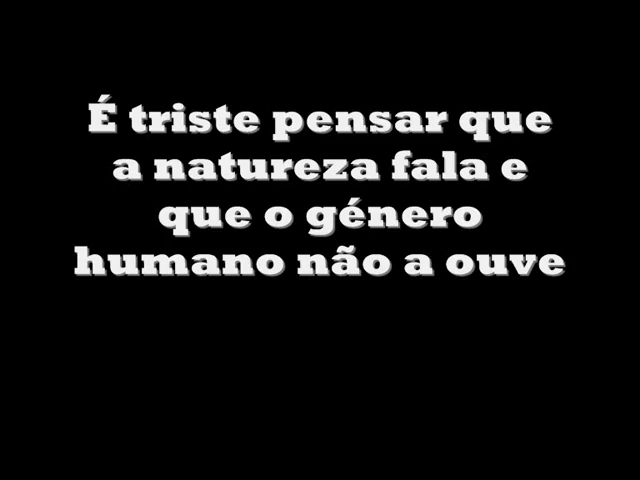 É triste pensar que
a natureza fala e
que o género
humano não a ouve